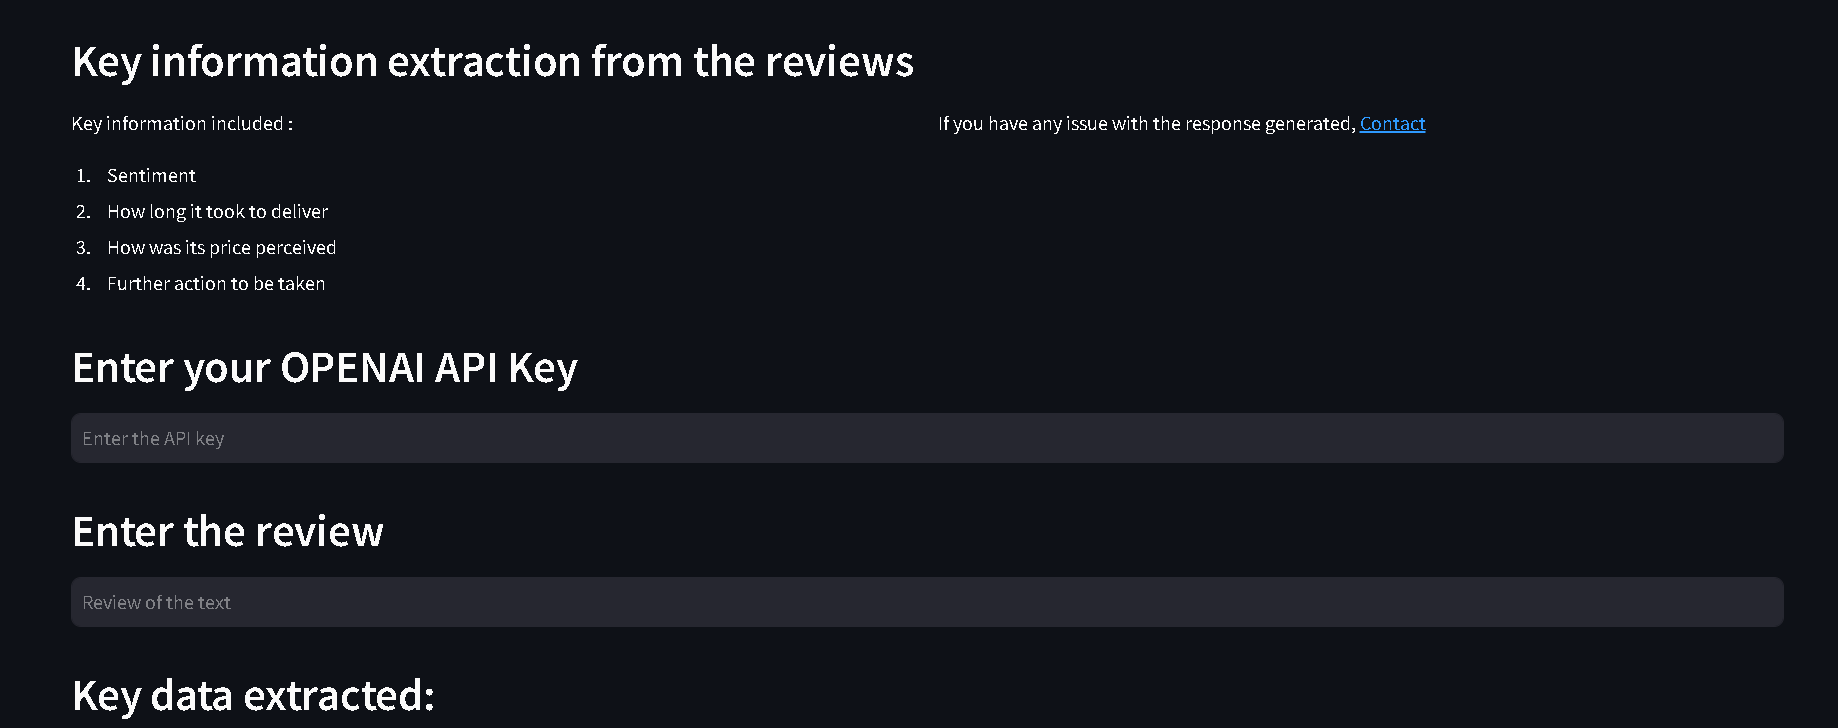 Key information extraction from the reviews
Key information included :
If you have any issue with the response generated, Contact
1. Sentiment
2. How long it took to deliver
3. How was its price perceived
4. Further action to be taken
Enter your OPENAI API Key
Enter the API key
Enter the review
Review of the text
Key data extracted: